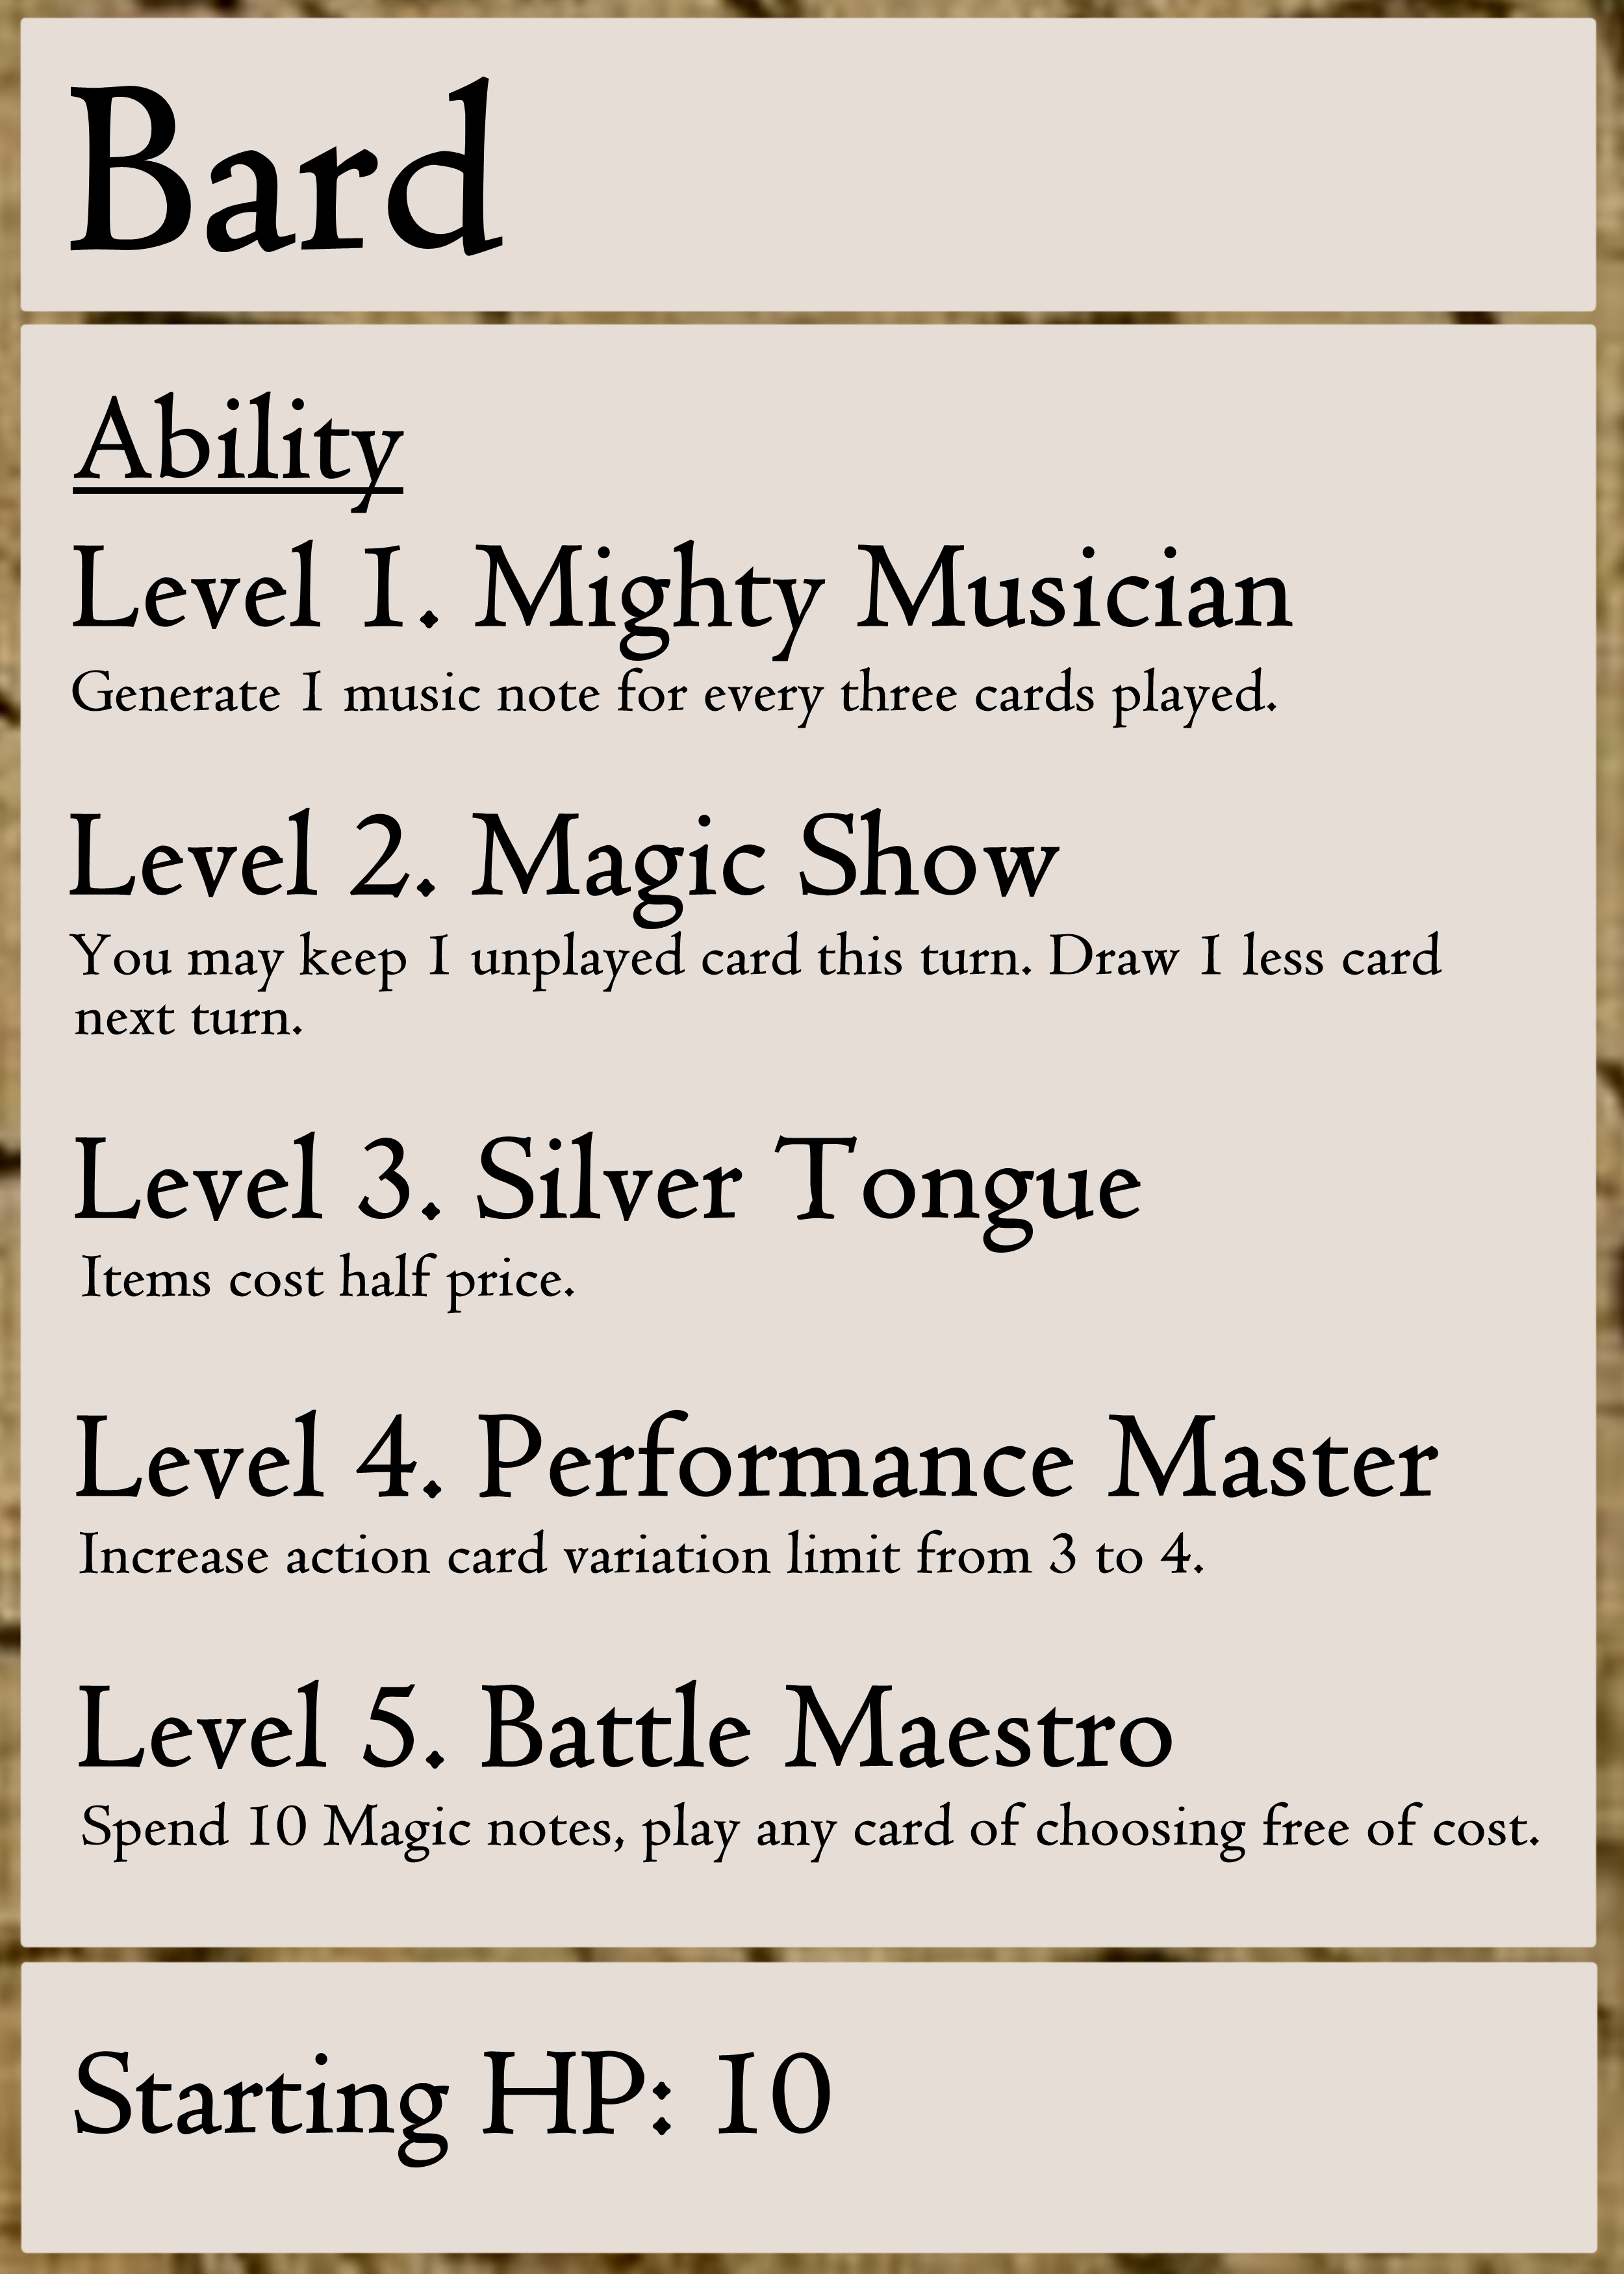 Bard
Ability
Level 1. Mighty Musician
Generate 1 music note for every three cards played.
Level 2. Magic Show
You may keep 1 unplayed card this turn. Draw 1 less card
next turn.
Level 3. Silver Tongue
Items cost half price.
Level 4. Performance Master
Increase action card variation limit from 3 to 4.
Level 5. Battle Maestro
Spend 10 Magic notes, play any card of choosing free of cost.
Starting HP: 10